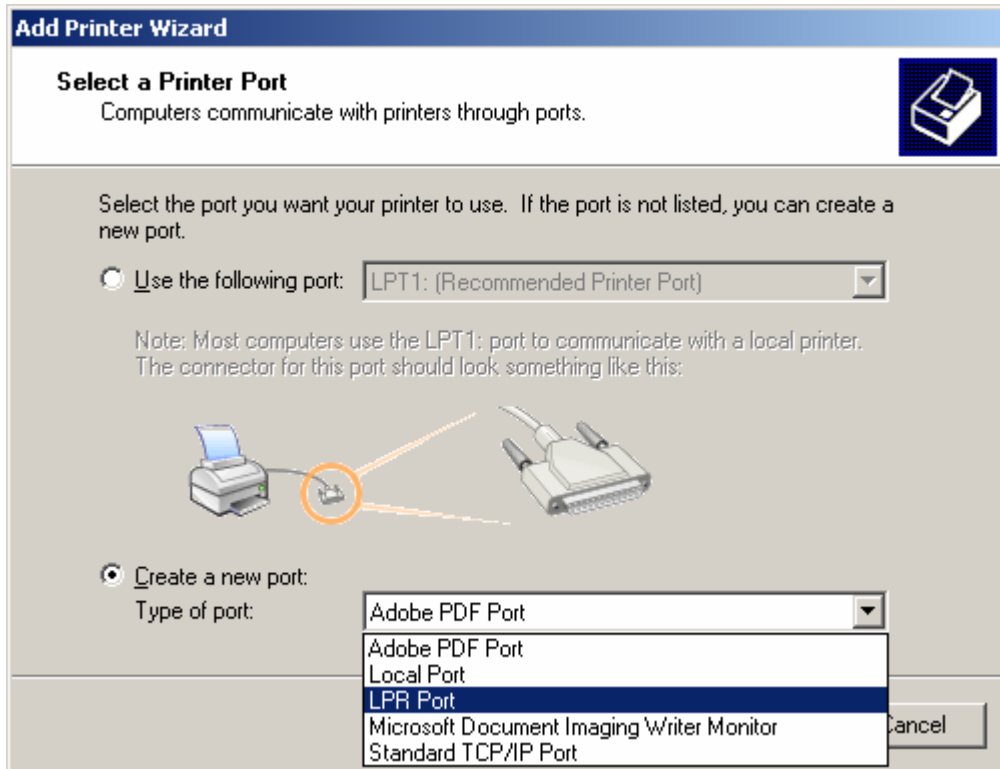 Add Printer Wizard
Select a Printer Port
Computers communicate with printers through ports.
Select the port you want your printer to use.  If the port is not listed, you can create a
new port.
Use the following port:
LPT1: (Recommended Printer Port)
Note: Most computers use the LPT1: port to communicate with a local printer.
The connector for this port should look something like this:
Create a new port:
Type of port:
Adobe PDF Port
Adobe PDF Port
Local Port
LPR Port
Microsoft Document Imaging Writer Monitor
Standard TCP/IP Port
Cancel